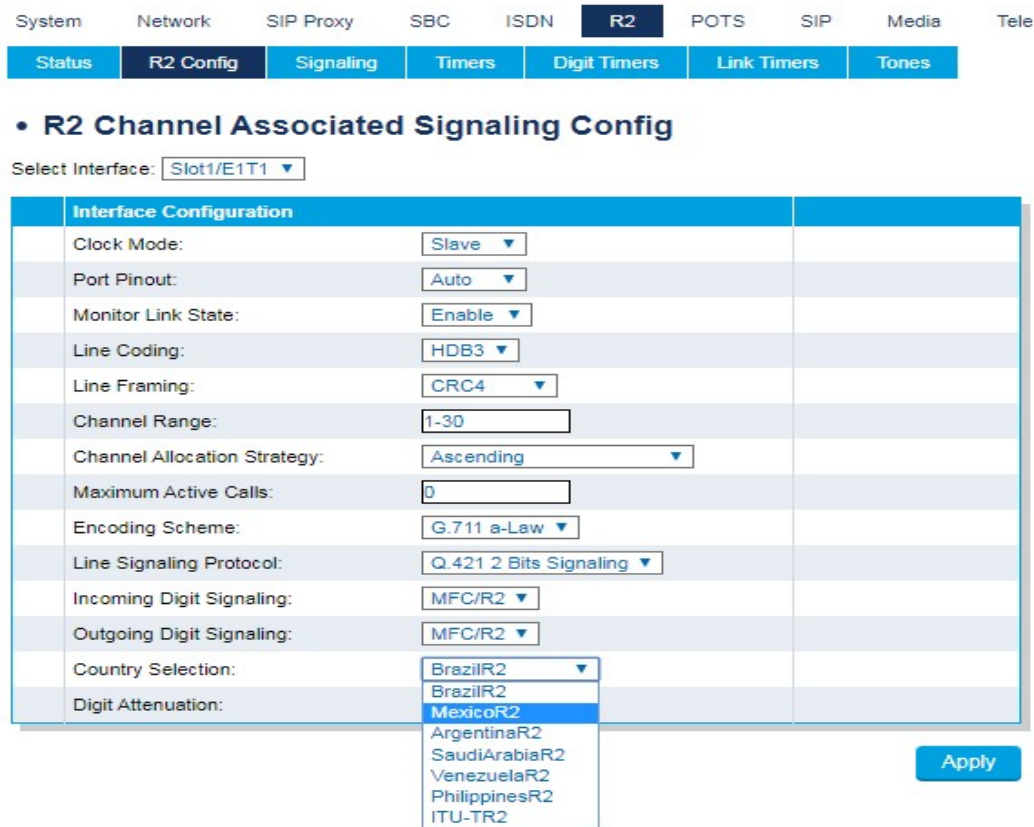 System Network SIP Proxy SBC ISDN R2 POTS SIP Media Tele
Status R2 Config Signaling Timers Digit Timers Link Timers Tones
• R2 Channel Associated Signaling Config
Select Interface: Slot1/E1T1
Interface Configuration
Clock Mode: Slave
Port Pinout: Auto
Monitor Link State: Enable
Line Coding: HDB3
Line Framing: CRC4
Channel Range: 1-30
Channel Allocation Strategy: Ascending
Maximum Active Calls: 0
Encoding Scheme: G.711 a-Law
Line Signaling Protocol: Q.421 2 Bits Signaling
Incoming Digit Signaling: MFC/R2
Outgoing Digit Signaling: MFC/R2
Country Selection: BrazilR2
BrazilR2
Digit Attenuation:
MexicoR2
ArgentinaR2
SaudiArabiaR2
VenezuelaR2
PhilippinesR2
ITU-TR2
Apply